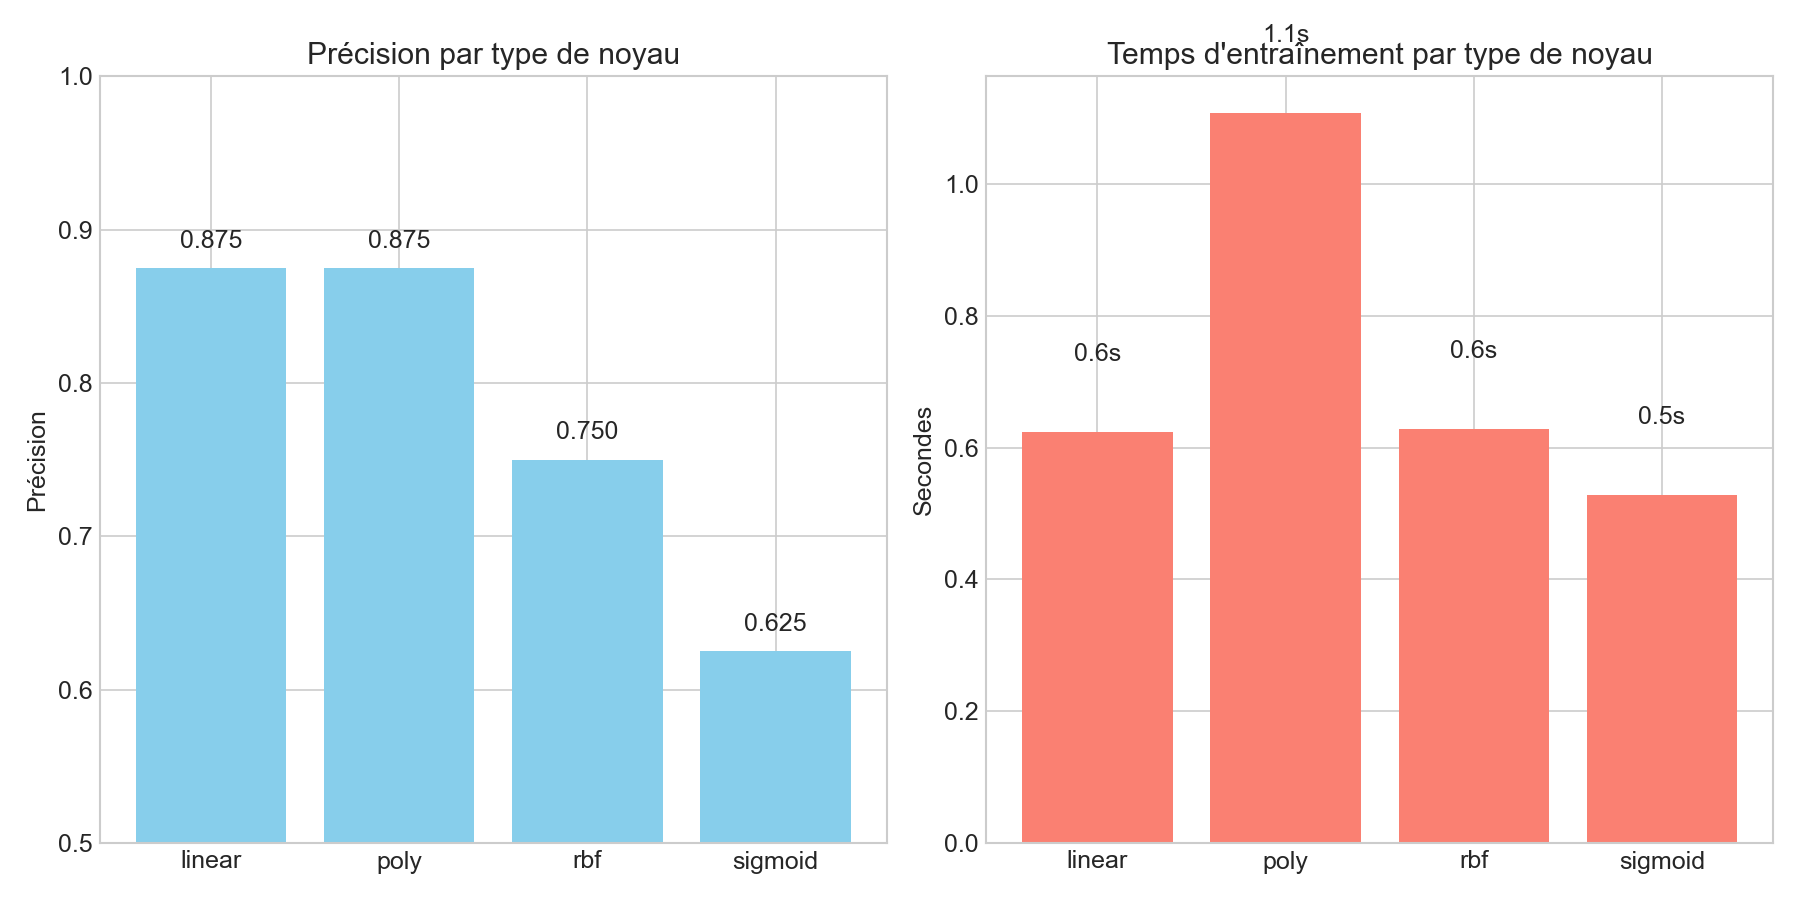 Précision par type de noyau
1.0
0.9
0.8
0.7
0.6
0.5
Précision
0.875
0.875
0.750
0.625
linear
poly
rbf
sigmoid
1.1s
Temps d'entraînement par type de noyau
1.0
0.8
0.6
0.4
0.2
0.0
Secondes
0.6s
0.6s
0.5s
linear
poly
rbf
sigmoid